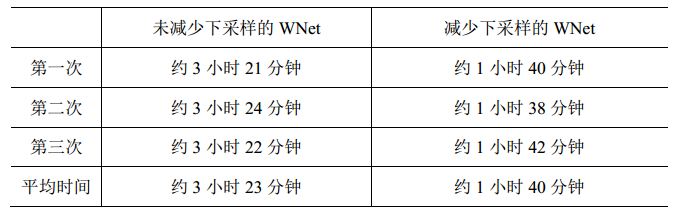 未减少下采样的 WNet 减少下采样的 WNet
第一次 约 3 小时 21 分钟 约 1 小时 40 分钟
第二次 约 3 小时 24 分钟 约 1 小时 38 分钟
第三次 约 3 小时 22 分钟 约 1 小时 42 分钟
平均时间 约 3 小时 23 分钟 约 1 小时 40 分钟